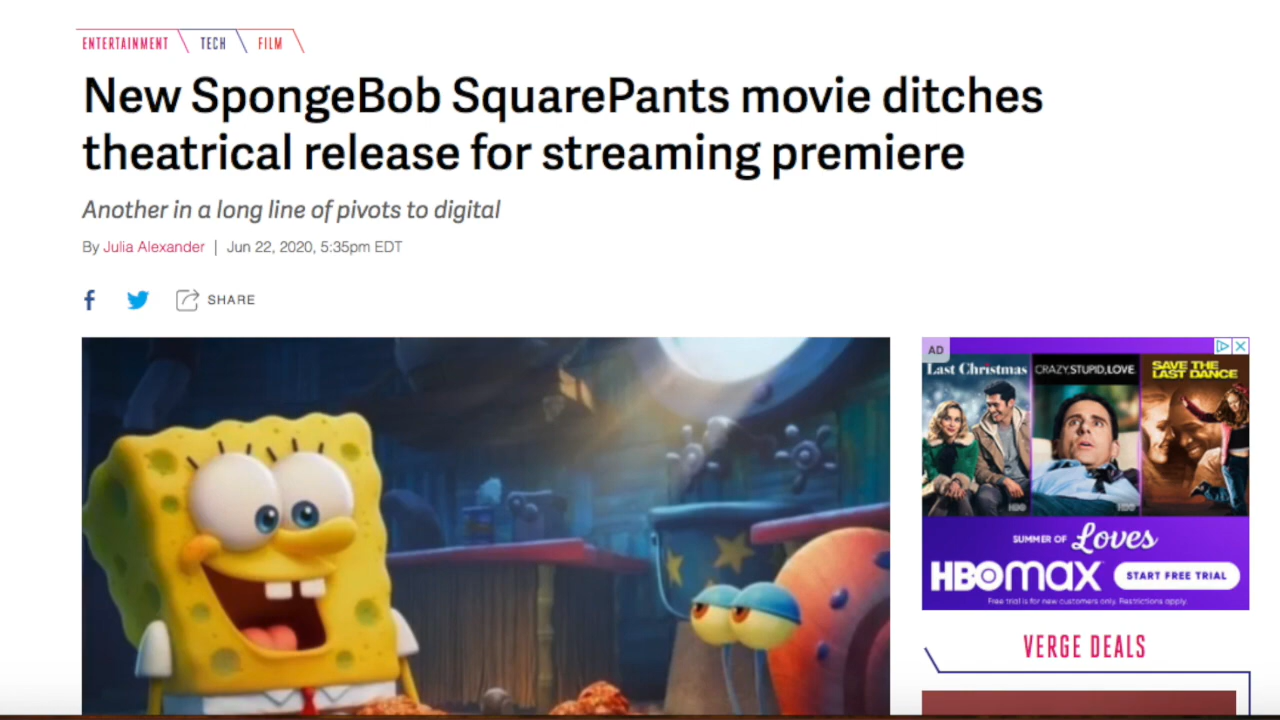 ENTERTAINMENT TECH FILM
New SpongeBob SquarePants movie ditches
theatrical release for streaming premiere
Another in a long line of pivots to digital
By Julia Alexander | Jun 22, 2020, 5:35pm EDT
SHARE
AD
Last Christmas CRAZY, STUPID, LOVE. SAVE THE
LAST DANCE
HBO HBO
SUMMER OF Loves
HBOmax START FREE TRIAL
Free trial is for new customers only. Restrictions apply.
VERGE DEALS